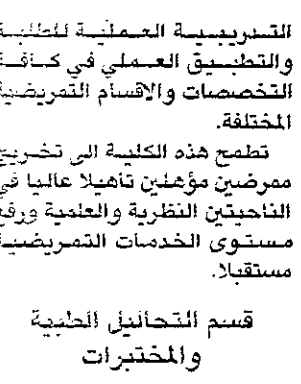 التدريبية العملية للطلبة
والتطبيق العملي في كافة
التخصصات والاقسام التمريضية
المختلفة.
تطمح هذه الكلية الى تخريج
ممرضين مؤهلين تأهيلا عاليا في
الناحيتين النظرية والعلمية ورفع
مستوى الخدمات التمريضية
مستقبلا.
قسم التحاليل الطبية
والمختبرات